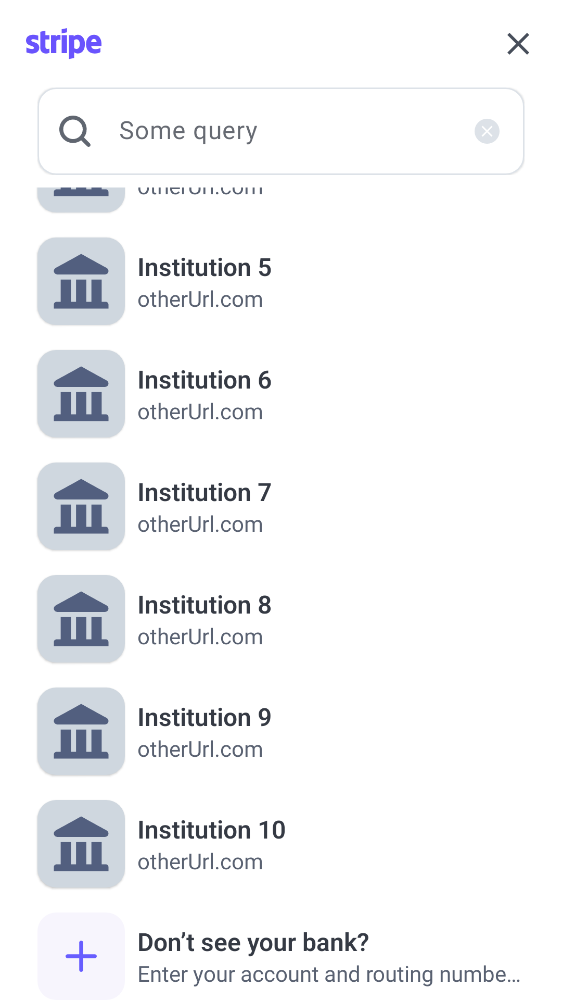 stripe
Some query
otherUrl.com
Institution 5
otherUrl.com
Institution 6
otherUrl.com
Institution 7
otherUrl.com
Institution 8
otherUrl.com
Institution 9
otherUrl.com
Institution 10
otherUrl.com
Don’t see your bank?
Enter your account and routing numbe...